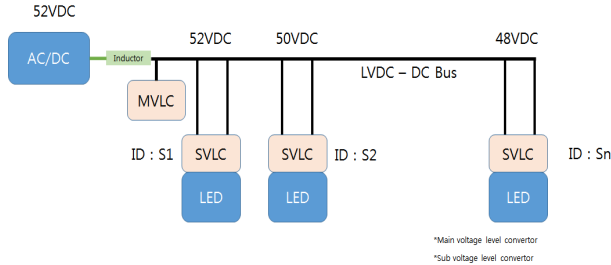 52VDC
AC/DC
Inductor
52VDC
50VDC
48VDC
LVDC – DC Bus
MVLC
ID : S1
SVLC
LED
SVLC
LED
ID : S2
SVLC
LED
ID : Sn
*Main voltage level convertor
*Sub voltage level convertor